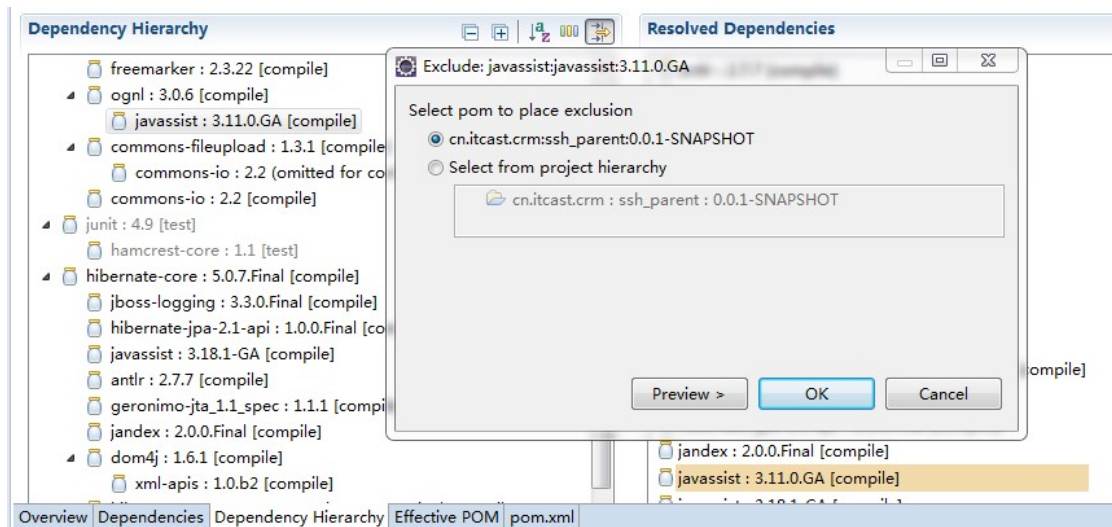 Dependency Hierarchy
Resolved Dependencies
freemarker : 2.3.22 [compile]
ognl : 3.0.6 [compile]
javassist : 3.11.0.GA [compile]
commons-fileupload : 1.3.1 [compile
commons-io : 2.2 (omitted for co
commons-io : 2.2 [compile]
junit : 4.9 [test]
hamcrest-core : 1.1 [test]
hibernate-core : 5.0.7.Final [compile]
jboss-logging : 3.3.0.Final [compile]
hibernate-jpa-2.1-api : 1.0.0.Final [co
javassist : 3.18.1-GA [compile]
antlr : 2.7.7 [compile]
geronimo-jta_1.1_spec : 1.1.1 [compi
jandex : 2.0.0.Final [compile]
dom4j : 1.6.1 [compile]
xml-apis : 1.0.b2 [compile]
Exclude: javassist:javassist:3.11.0.GA
Select pom to place exclusion
cn.itcast.crm:ssh_parent:0.0.1-SNAPSHOT
Select from project hierarchy
cn.itcast.crm : ssh_parent : 0.0.1-SNAPSHOT
Preview >
OK
Cancel
ompile]
jandex : 2.0.0.Final [compile]
javassist : 3.11.0.GA [compile]
Overview
Dependencies
Dependency Hierarchy
Effective POM
pom.xml